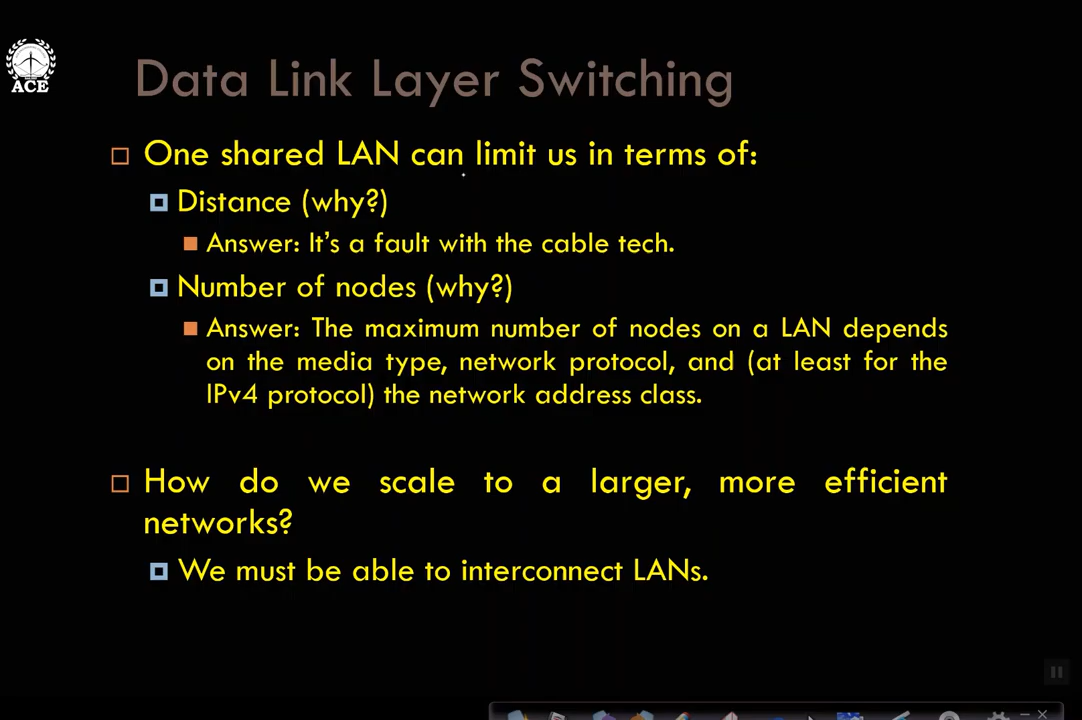 ACE
Data Link Layer Switching
One shared LAN can limit us in terms of:
Distance (why?)
Answer: It's a fault with the cable tech.
Number of nodes (why?)
Answer: The maximum number of nodes on a LAN depends
on the media type, network protocol, and (at least for the
IPv4 protocol) the network address class.
How do we scale to a larger, more efficient
networks?
We must be able to interconnect LANs.